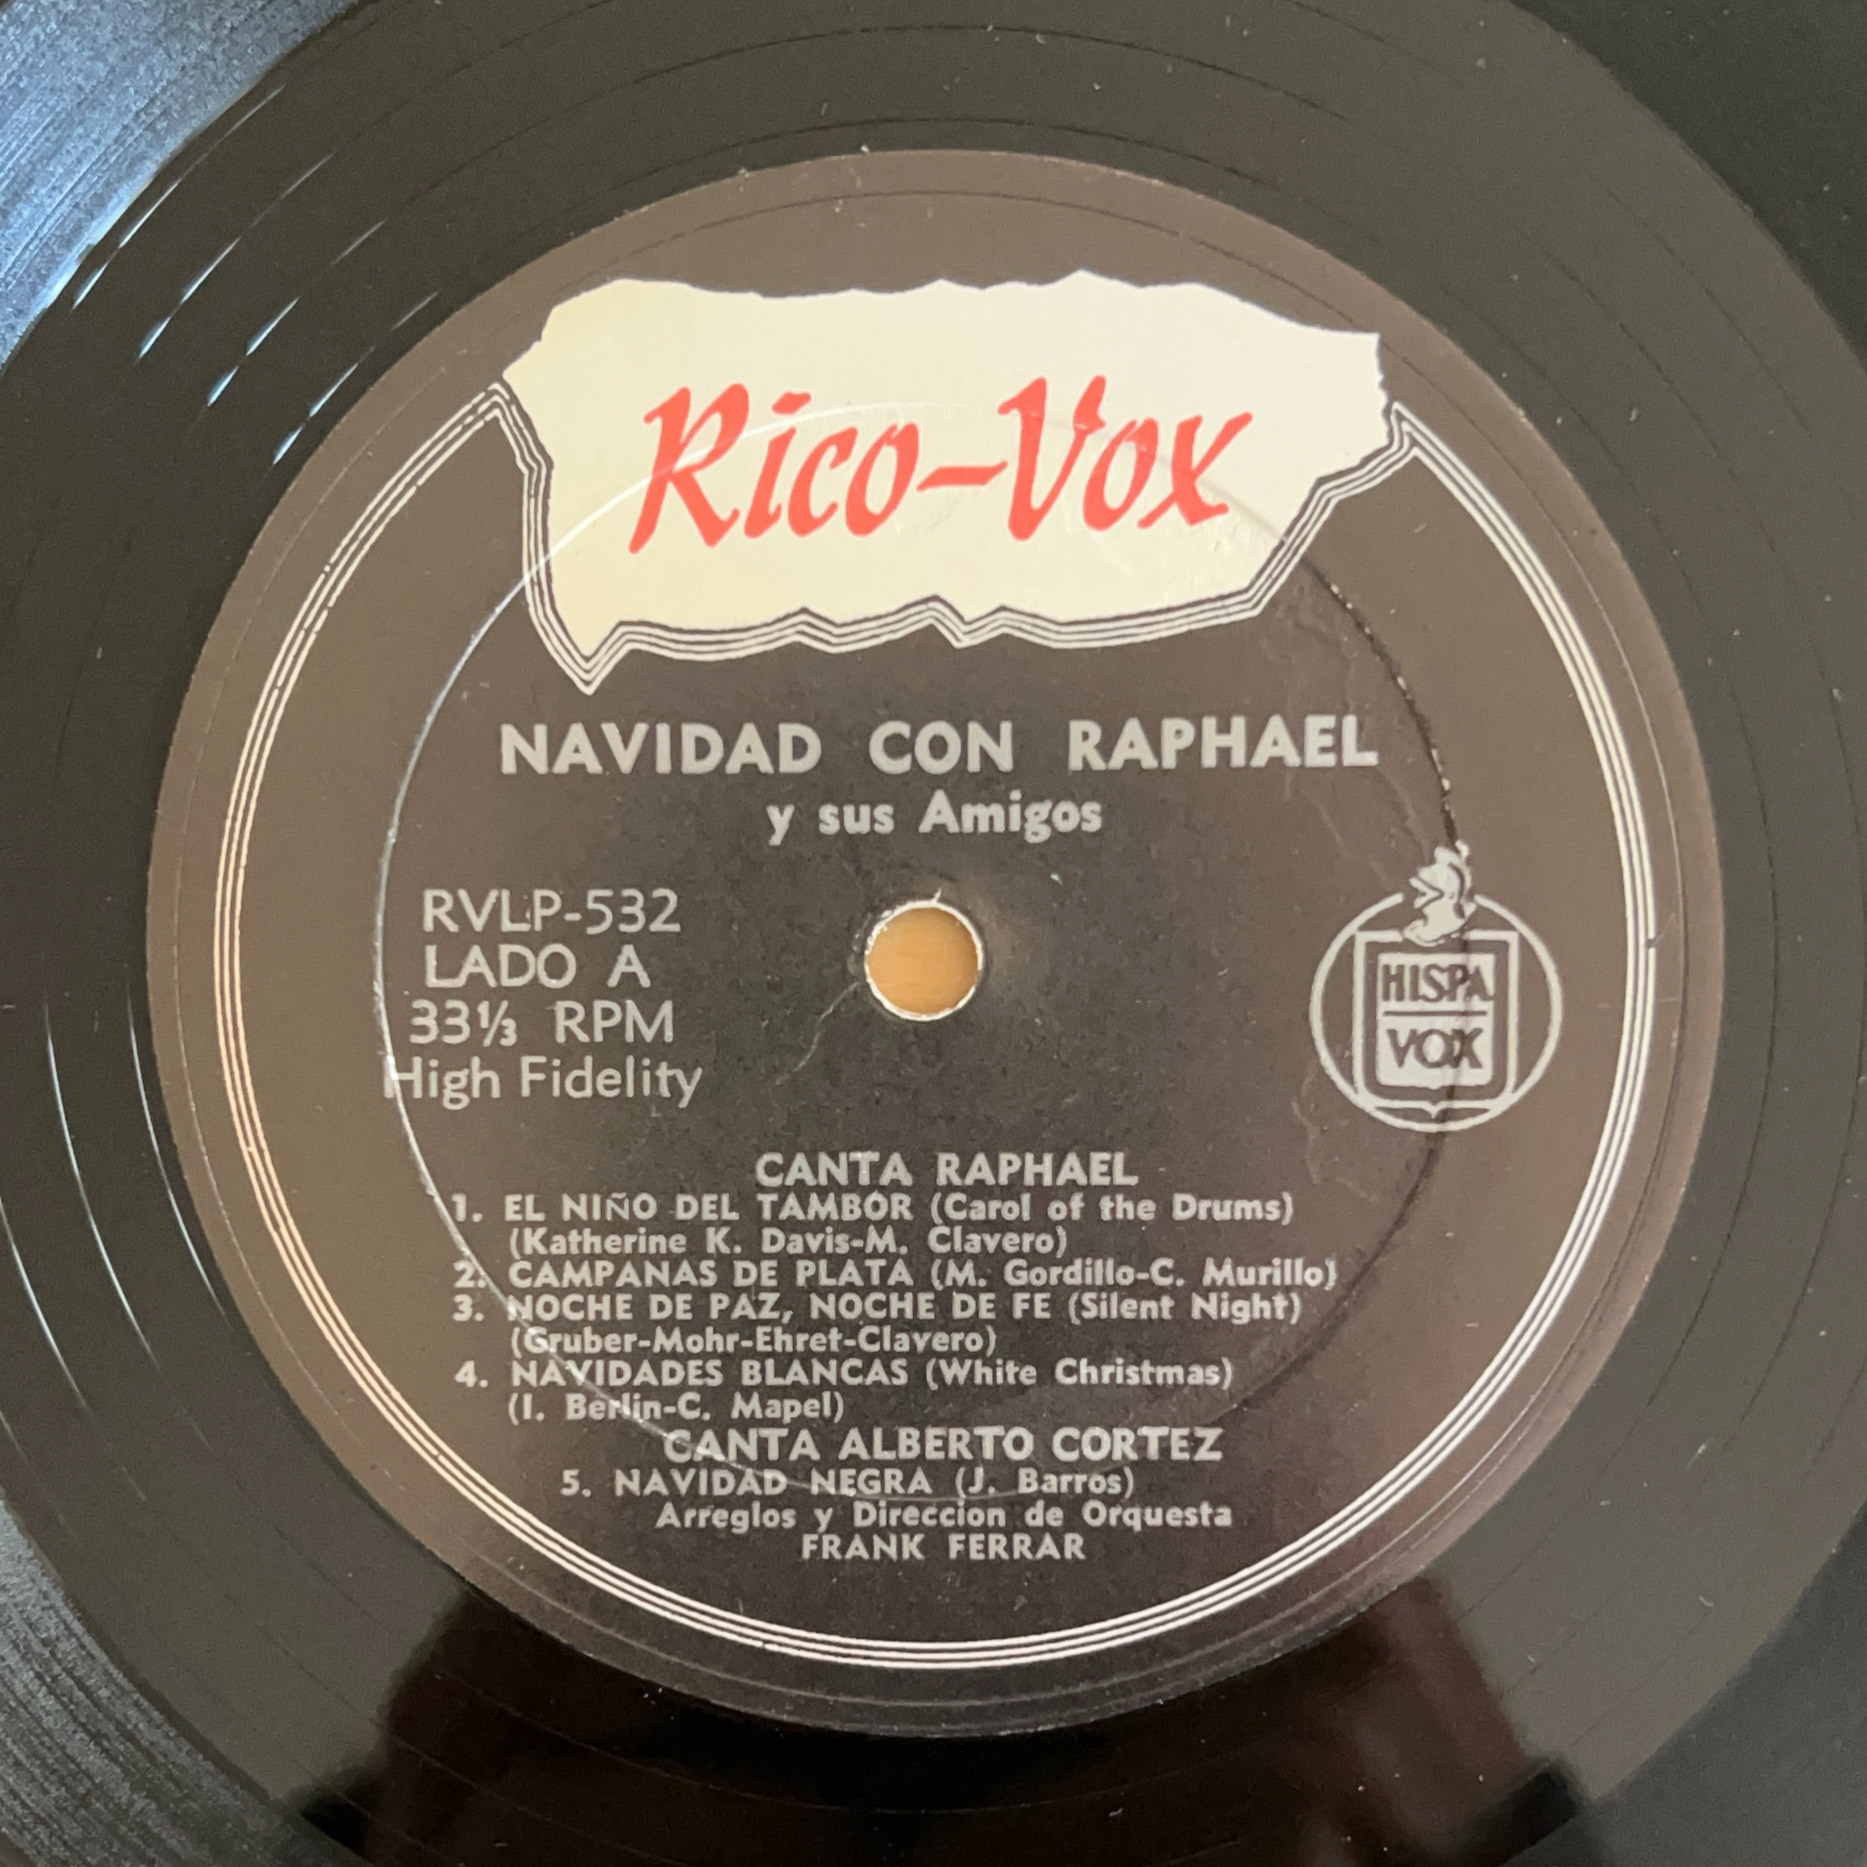 Rico-Vox
NAVIDAD CON RAPHAEL
y sus Amigos
RVLP-532
LADO A
33⅓ RPM
High Fidelity
HISPA
VOX
CANTA RAPHAEL
1. EL NIÑO DEL TAMBOR (Carol of the Drums)
(Katherine K. Davis-M. Clavero)
2. CAMPANAS DE PLATA (M. Gordillo-C. Murillo)
3. NOCHE DE PAZ, NOCHE DE FE (Silent Night)
(Gruber-Mohr-Ehret-Clavero)
4. NAVIDADES BLANCAS (White Christmas)
(I. Berlin-C. Mapel)
CANTA ALBERTO CORTEZ
5. NAVIDAD NEGRA (J. Barros)
Arreglos y Direccion de Orquesta
FRANK FERRAR